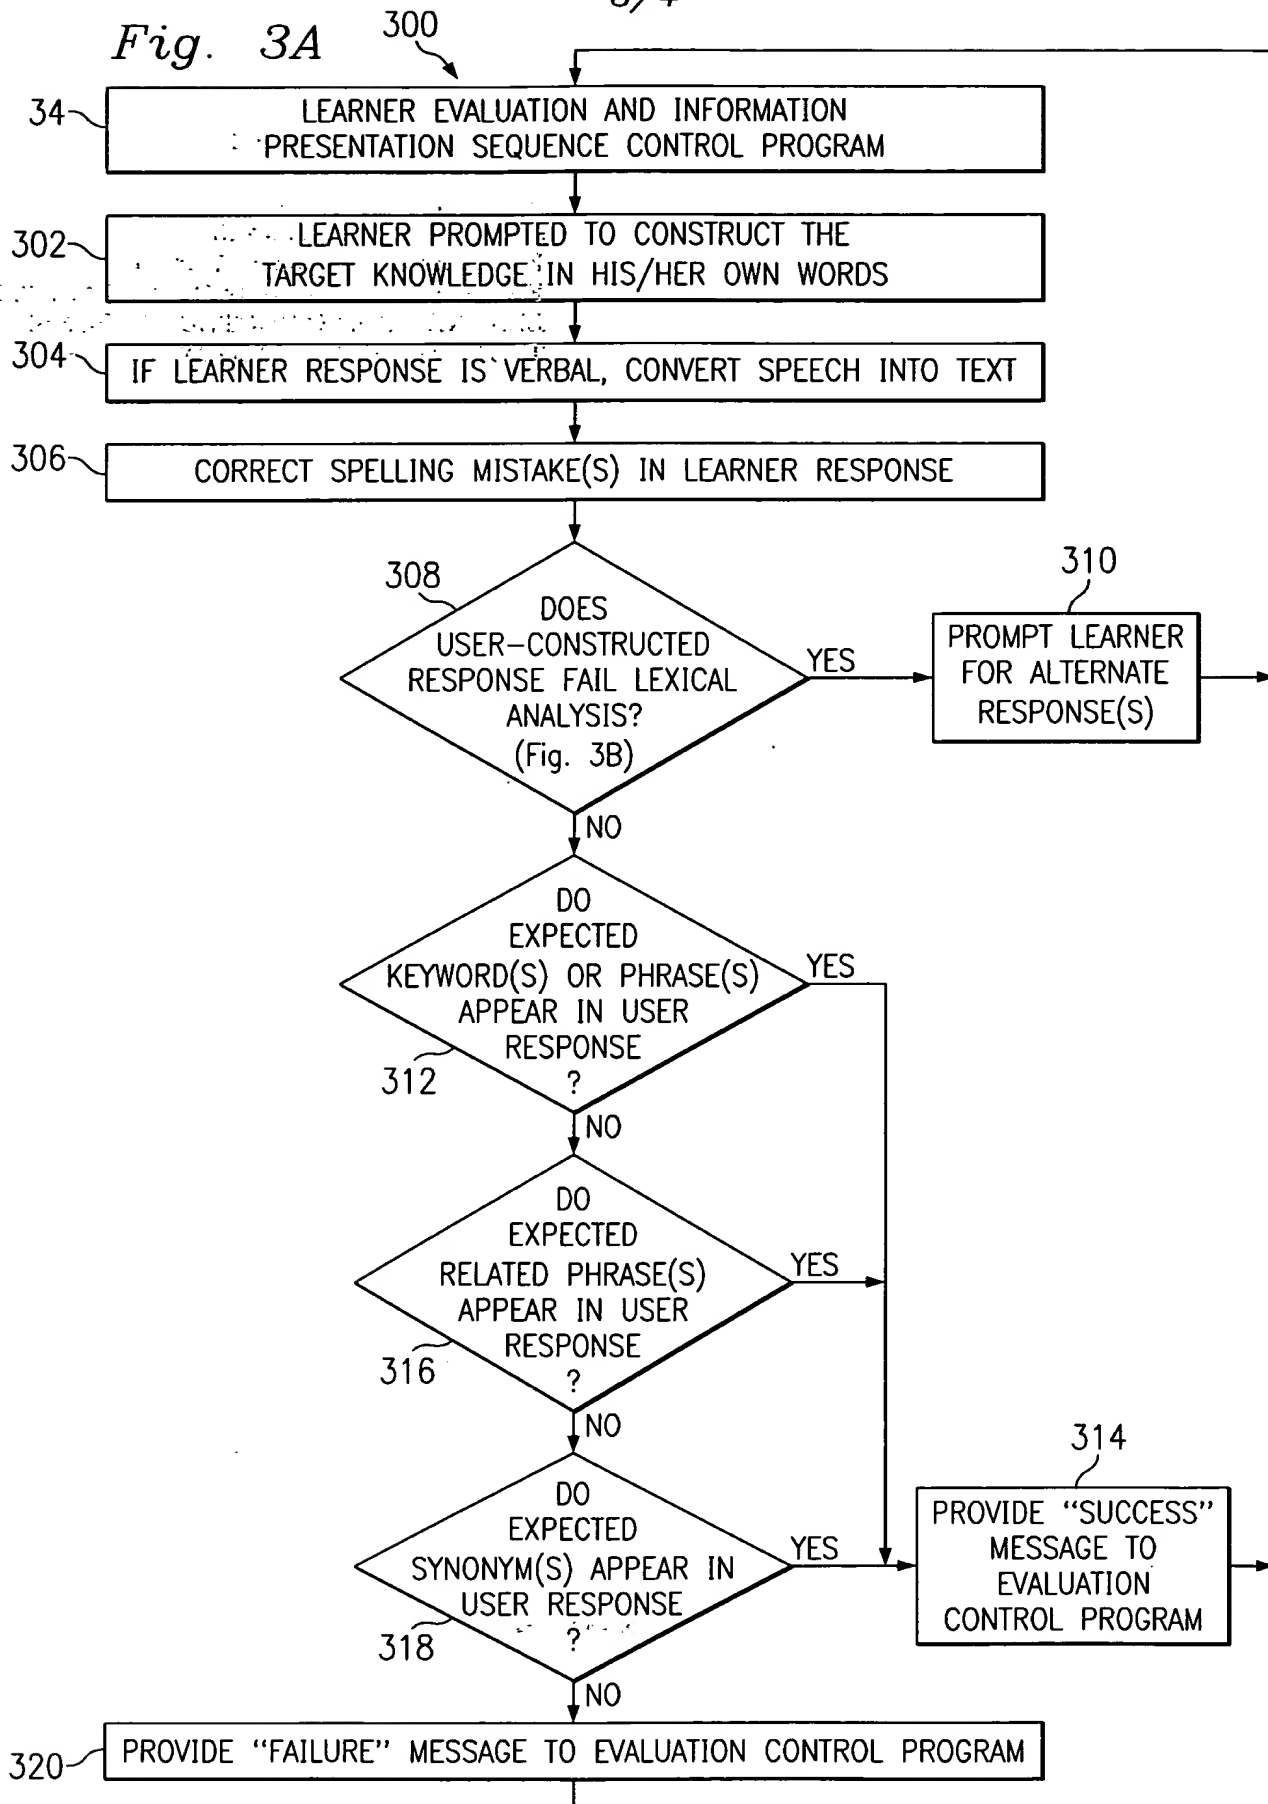 Fig. 3A
300
34
LEARNER EVALUATION AND INFORMATION
PRESENTATION SEQUENCE CONTROL PROGRAM
302
LEARNER PROMPTED TO CONSTRUCT THE
TARGET KNOWLEDGE IN HIS/HER OWN WORDS
304
IF LEARNER RESPONSE IS VERBAL, CONVERT SPEECH INTO TEXT
306
CORRECT SPELLING MISTAKE(S) IN LEARNER RESPONSE
308
DOES
USER-CONSTRUCTED
RESPONSE FAIL LEXICAL
ANALYSIS?
(Fig. 3B)
YES
310
PROMPT LEARNER
FOR ALTERNATE
RESPONSE(S)
NO
DO
EXPECTED
KEYWORD(S) OR PHRASE(S)
APPEAR IN USER
RESPONSE
?
312
YES
NO
DO
EXPECTED
RELATED PHRASE(S)
APPEAR IN USER
RESPONSE
?
316
YES
NO
DO
EXPECTED
SYNONYM(S) APPEAR IN
USER RESPONSE
?
318
YES
314
PROVIDE “SUCCESS”
MESSAGE TO
EVALUATION
CONTROL PROGRAM
NO
320
PROVIDE “FAILURE” MESSAGE TO EVALUATION CONTROL PROGRAM